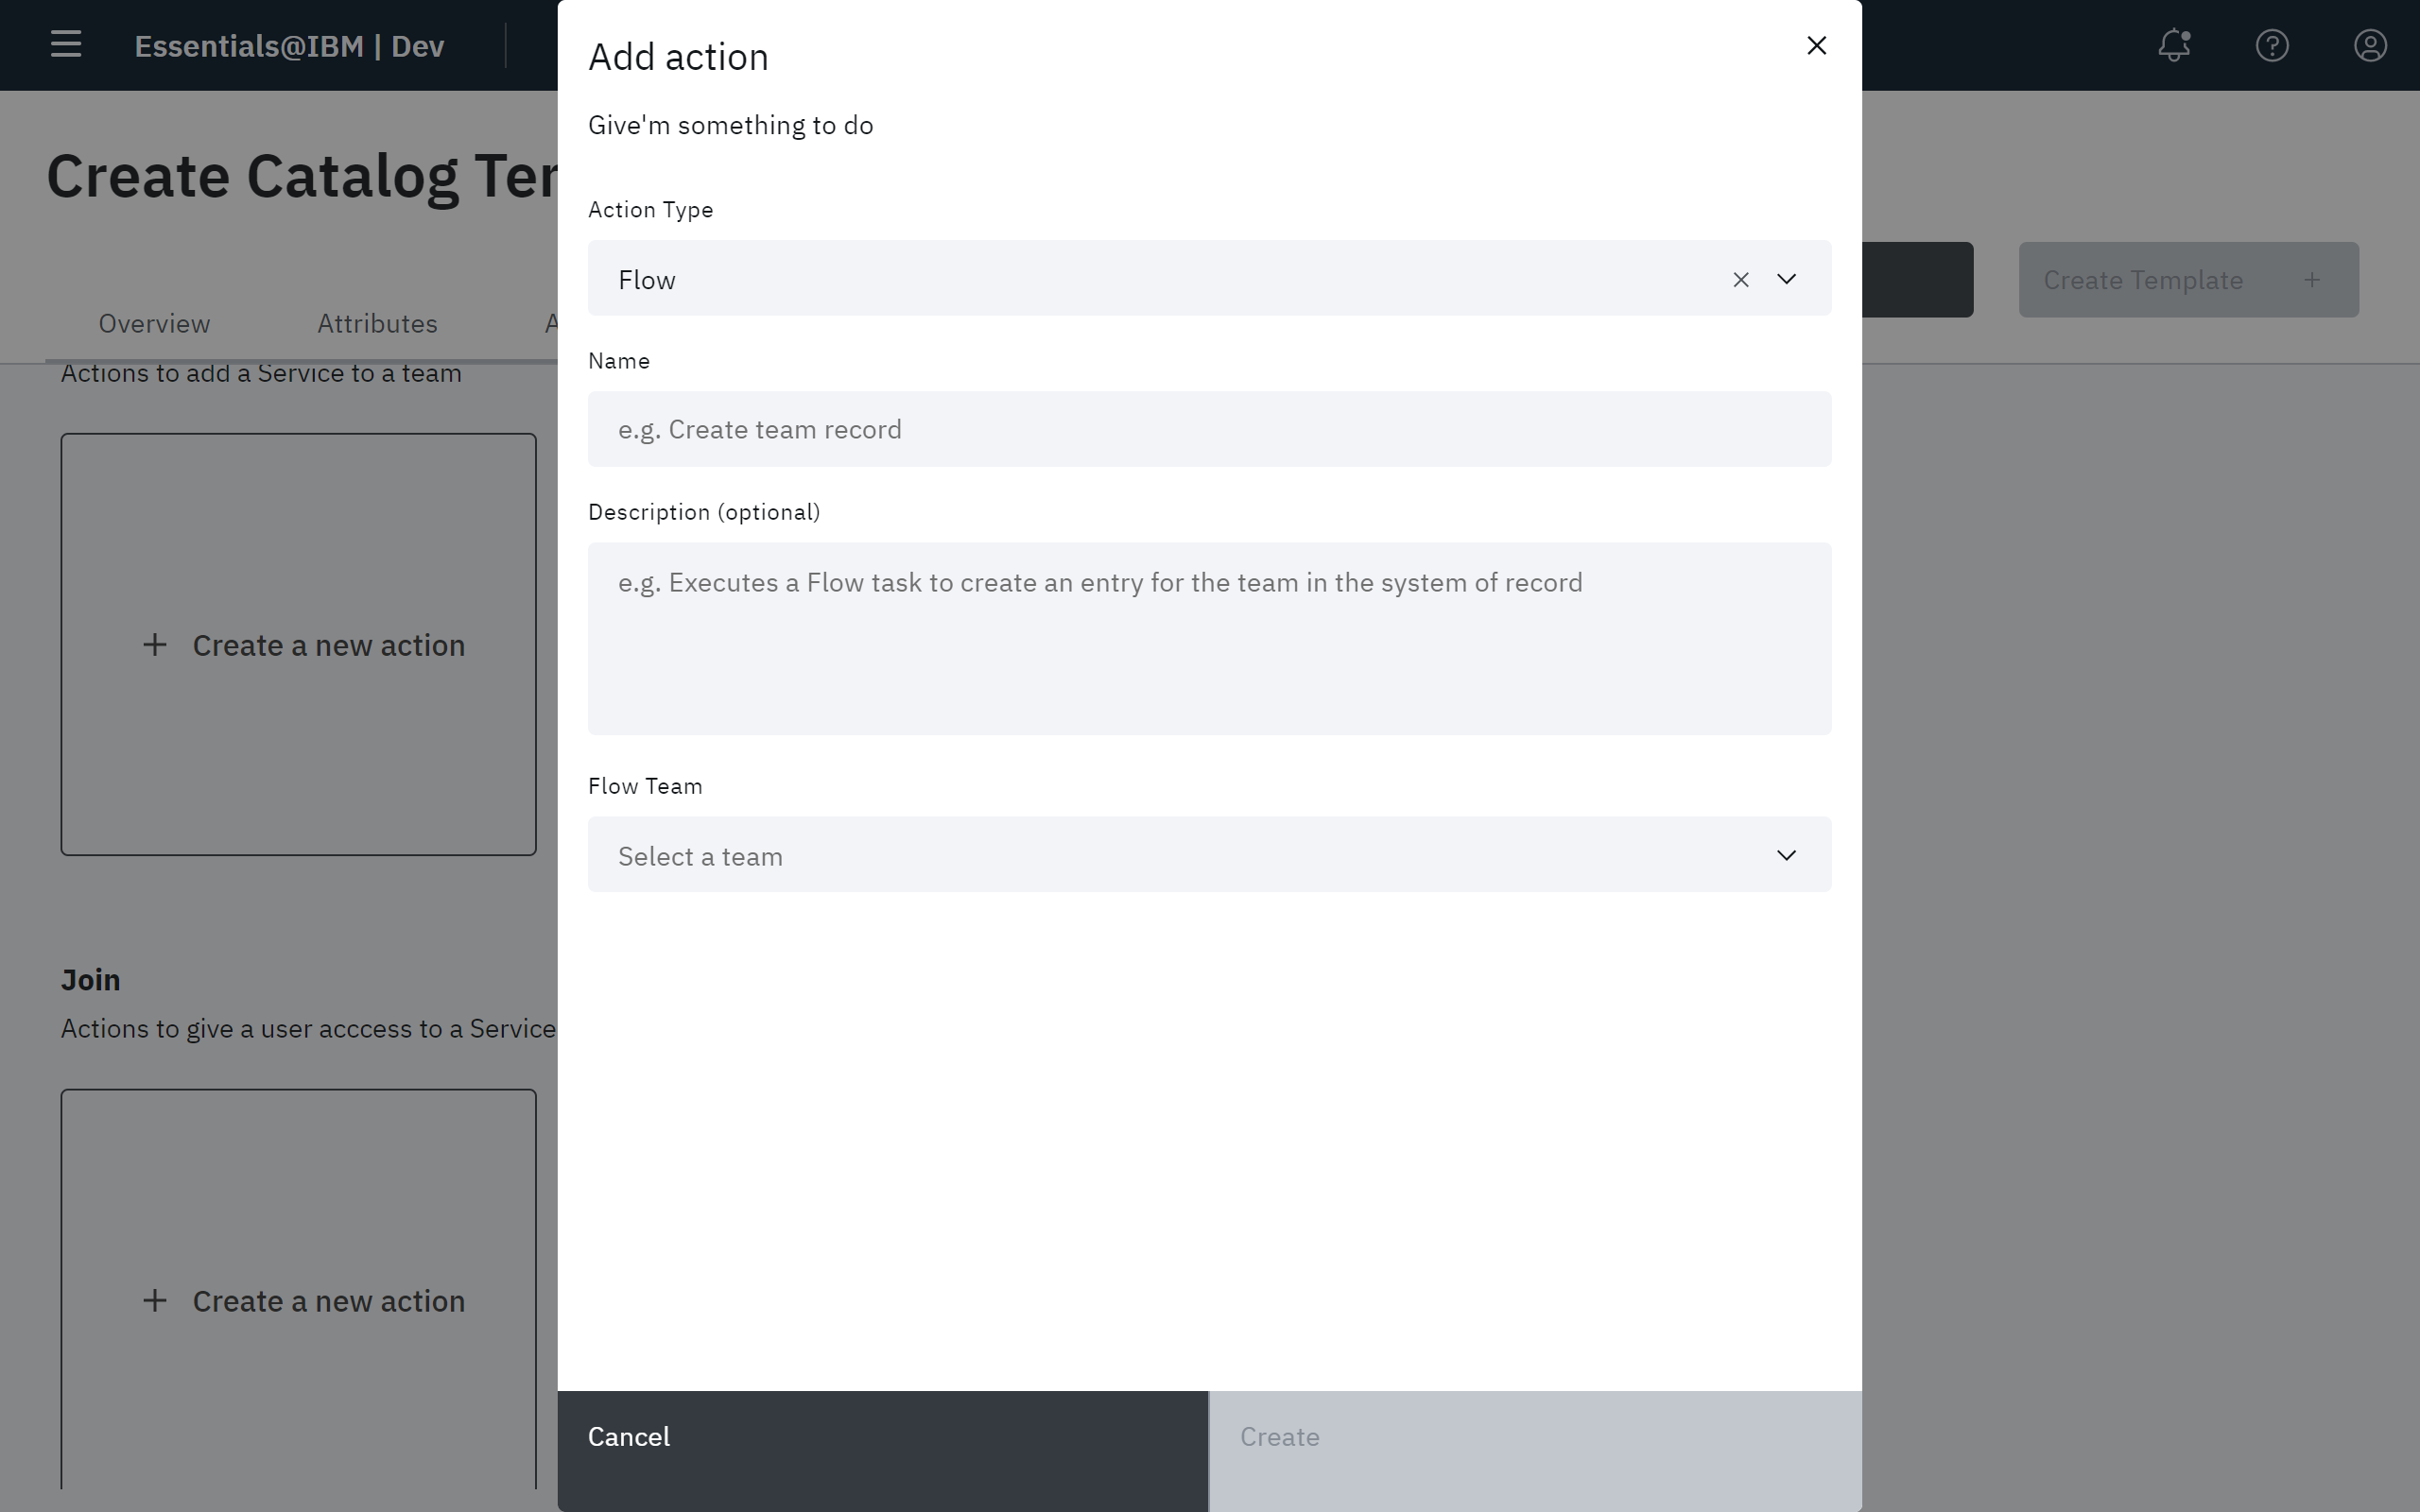 Essentials@IBM | Dev
Create Catalog Ter
Overview
Attributes
A
Create Template
Actions to add a Service to a team
Create a new action
Join
Actions to give a user acccess to a Service
Create a new action
Add action
Give'm something to do
Action Type
Flow
Name
e.g. Create team record
Description (optional)
e.g. Executes a Flow task to create an entry for the team in the system of record
Flow Team
Select a team
Cancel
Create